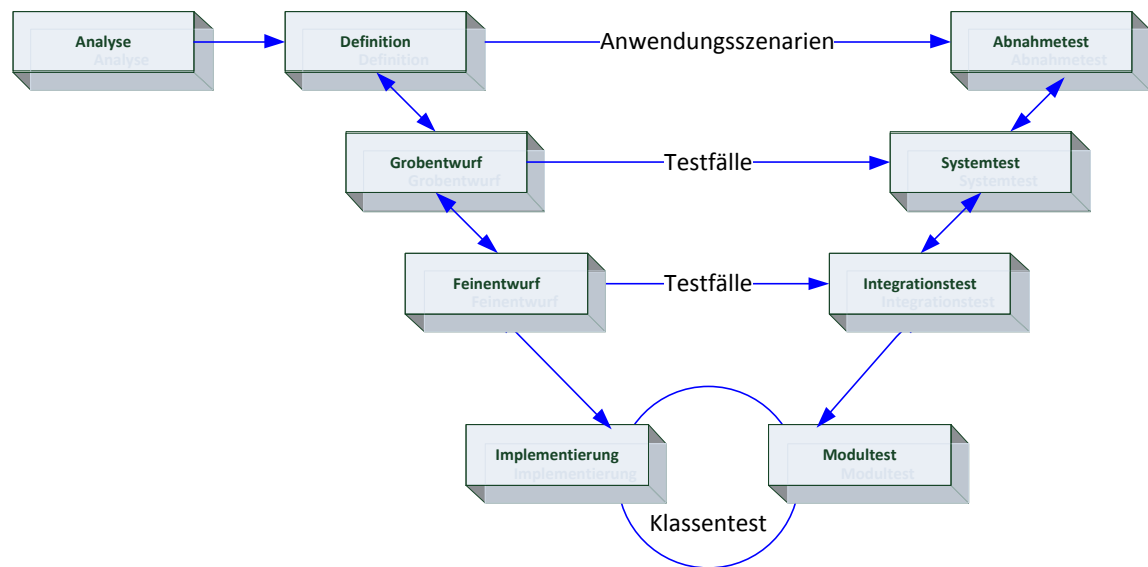 Analyse
Definition
Anwendungsszenarien
Abnahmetest
Grobentwurf
Testfälle
Systemtest
Feinentwurf
Testfälle
Integrationstest
Implementierung
Modultest
Klassentest